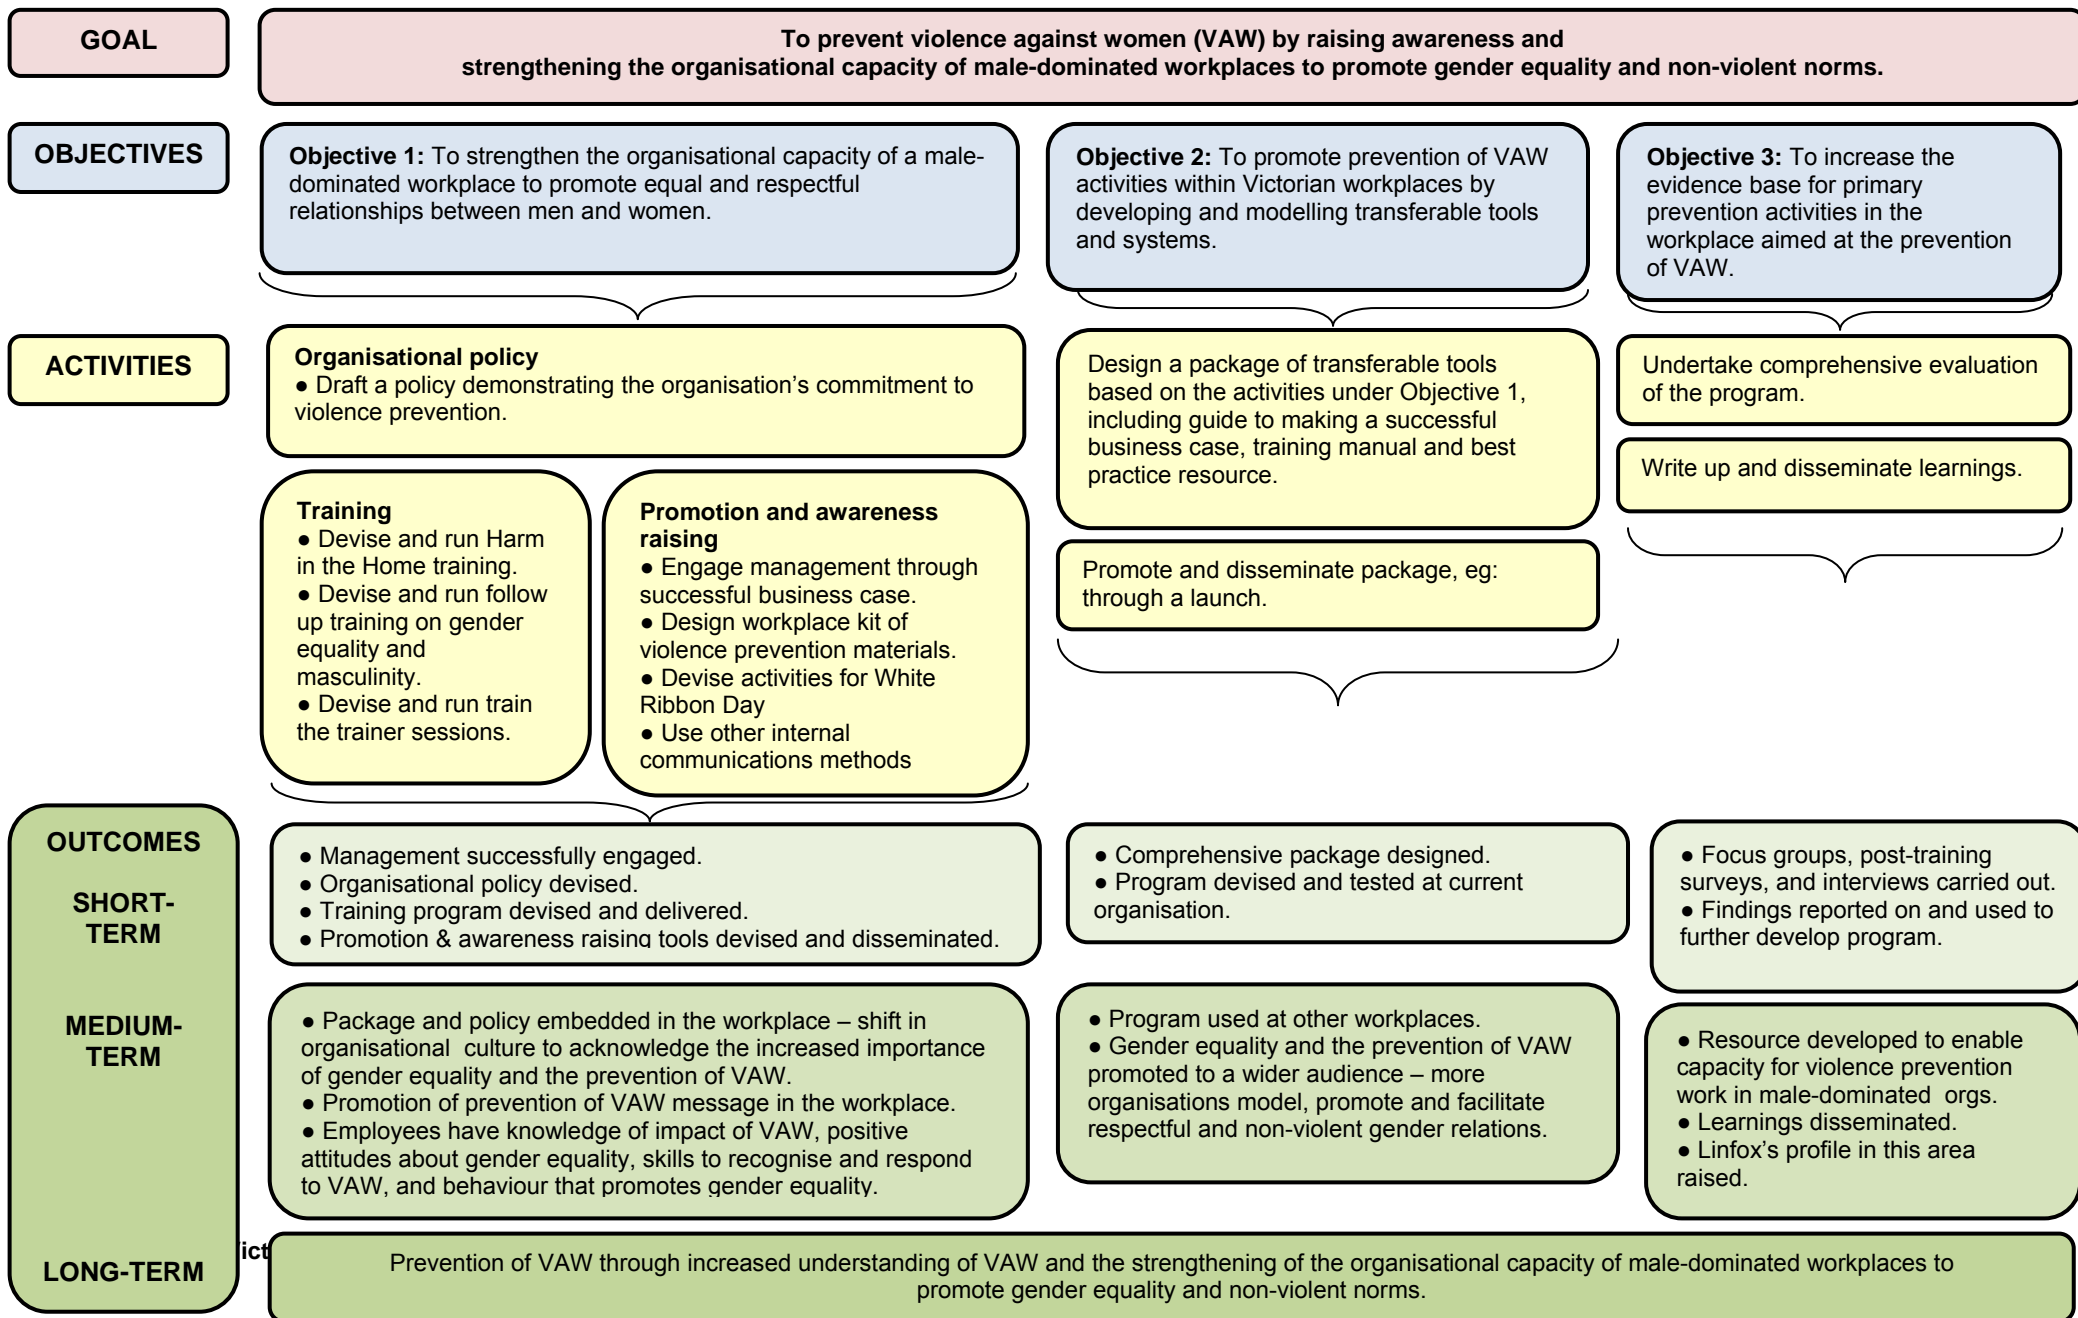 GOAL
To prevent violence against women (VAW) by raising awareness and
strengthening the organisational capacity of male-dominated workplaces to promote gender equality and non-violent norms.
OBJECTIVES
Objective 1: To strengthen the organisational capacity of a male-
dominated workplace to promote equal and respectful
relationships between men and women.
Objective 2: To promote prevention of VAW
activities within Victorian workplaces by
developing and modelling transferable tools
and systems.
Objective 3: To increase the
evidence base for primary
prevention activities in the
workplace aimed at the prevention
of VAW.
ACTIVITIES
Organisational policy
● Draft a policy demonstrating the organisation's commitment to
violence prevention.
Training
● Devise and run Harm
in the Home training.
● Devise and run follow
up training on gender
equality and
masculinity.
● Devise and run train
the trainer sessions.
Promotion and awareness
raising
● Engage management through
successful business case.
● Design workplace kit of
violence prevention materials.
● Devise activities for White
Ribbon Day
● Use other internal
communications methods
Design a package of transferable tools
based on the activities under Objective 1,
including guide to making a successful
business case, training manual and best
practice resource.
Promote and disseminate package, eg:
through a launch.
Undertake comprehensive evaluation
of the program.
Write up and disseminate learnings.
OUTCOMES
SHORT-
TERM
● Management successfully engaged.
● Organisational policy devised.
● Training program devised and delivered.
● Promotion & awareness raising tools devised and disseminated.
● Comprehensive package designed.
● Program devised and tested at current
organisation.
● Focus groups, post-training
surveys, and interviews carried out.
● Findings reported on and used to
further develop program.
MEDIUM-
TERM
● Package and policy embedded in the workplace – shift in
organisational  culture to acknowledge the increased importance
of gender equality and the prevention of VAW.
● Promotion of prevention of VAW message in the workplace.
● Employees have knowledge of impact of VAW, positive
attitudes about gender equality, skills to recognise and respond
to VAW, and behaviour that promotes gender equality.
● Program used at other workplaces.
● Gender equality and the prevention of VAW
promoted to a wider audience – more
organisations model, promote and facilitate
respectful and non-violent gender relations.
● Resource developed to enable
capacity for violence prevention
work in male-dominated  orgs.
● Learnings disseminated.
● Linfox's profile in this area
raised.
LONG-TERM
Prevention of VAW through increased understanding of VAW and the strengthening of the organisational capacity of male-dominated workplaces to
promote gender equality and non-violent norms.